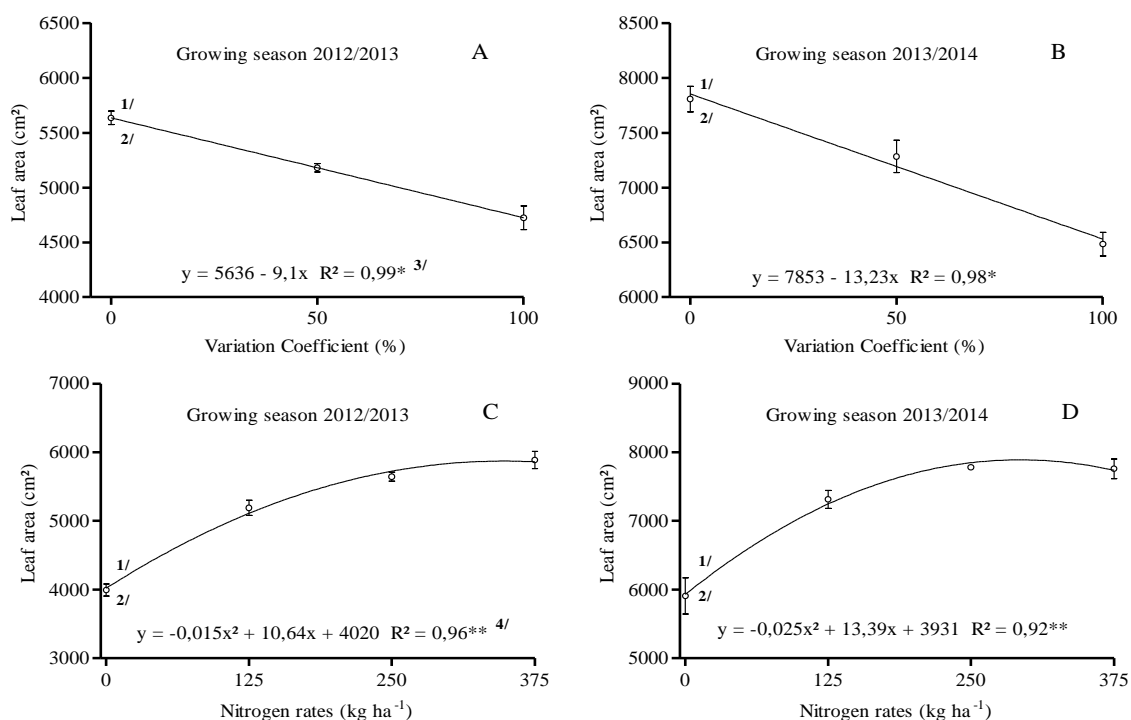 Growing season 2012/2013 A
Leaf area (cm²)
6500
6000
5500
5000
4500
4000
1/
2/
y = 5636 - 9,1x R² = 0,99* 3/
0 50 100
Variation Coefficient (%)
Growing season 2013/2014 B
Leaf area (cm²)
8500
8000
7500
7000
6500
6000
1/
2/
y = 7853 - 13,23x R² = 0,98*
0 50 100
Variation Coefficient (%)
Growing season 2012/2013 C
Leaf area (cm²)
7000
6000
5000
4000
3000
1/
2/
y = -0,015x² + 10,64x + 4020 R² = 0,96** 4/
0 125 250 375
Nitrogen rates (kg ha⁻¹)
Growing season 2013/2014 D
Leaf area (cm²)
9000
8000
7000
6000
5000
1/
2/
y = -0,025x² + 13,39x + 3931 R² = 0,92**
0 125 250 375
Nitrogen rates (kg ha⁻¹)